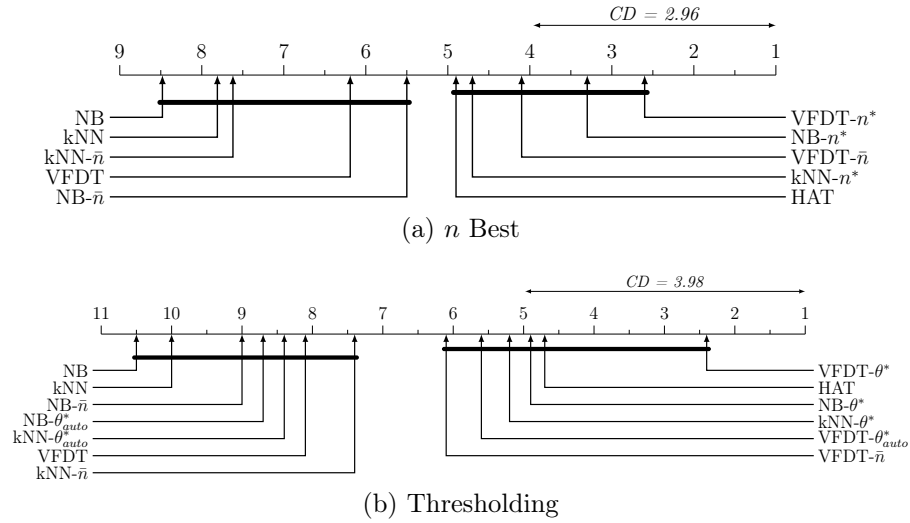 CD = 2.96
9 8 7 6 5 4 3 2 1
NB VFDT-n*
kNN NB-n*
kNN-n̄ VFDT-n̄
VFDT kNN-n*
NB-n̄ HAT
(a) n Best
CD = 3.98
11 10 9 8 7 6 5 4 3 2 1
NB VFDT-θ*
kNN HAT
NB-n̄ NB-θ*
NB-θ*auto kNN-θ*
kNN-θ*auto VFDT-θ*auto
VFDT VFDT-n̄
kNN-n̄
(b) Thresholding